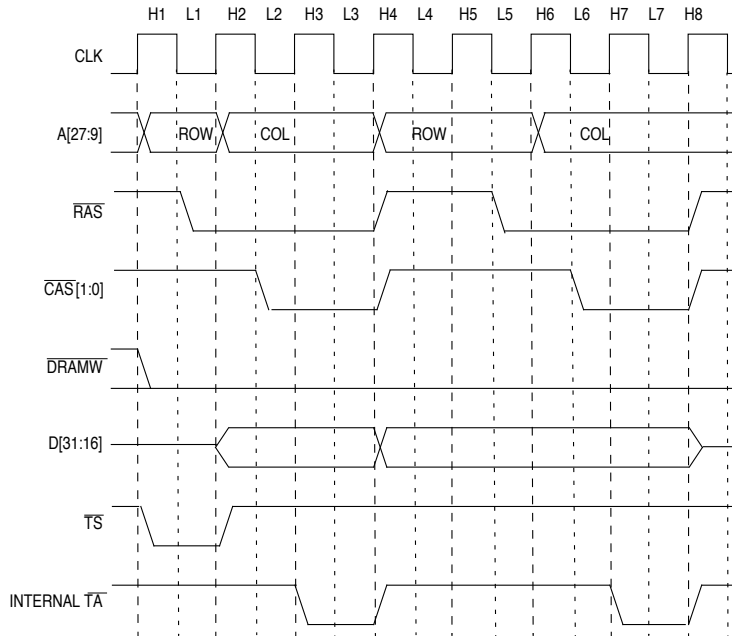 H1 L1 H2 L2 H3 L3 H4 L4 H5 L5 H6 L6 H7 L7 H8
CLK
A[27:9] ROW COL ROW COL
RAS
CAS[1:0]
DRAMW
D[31:16]
TS
INTERNAL TA